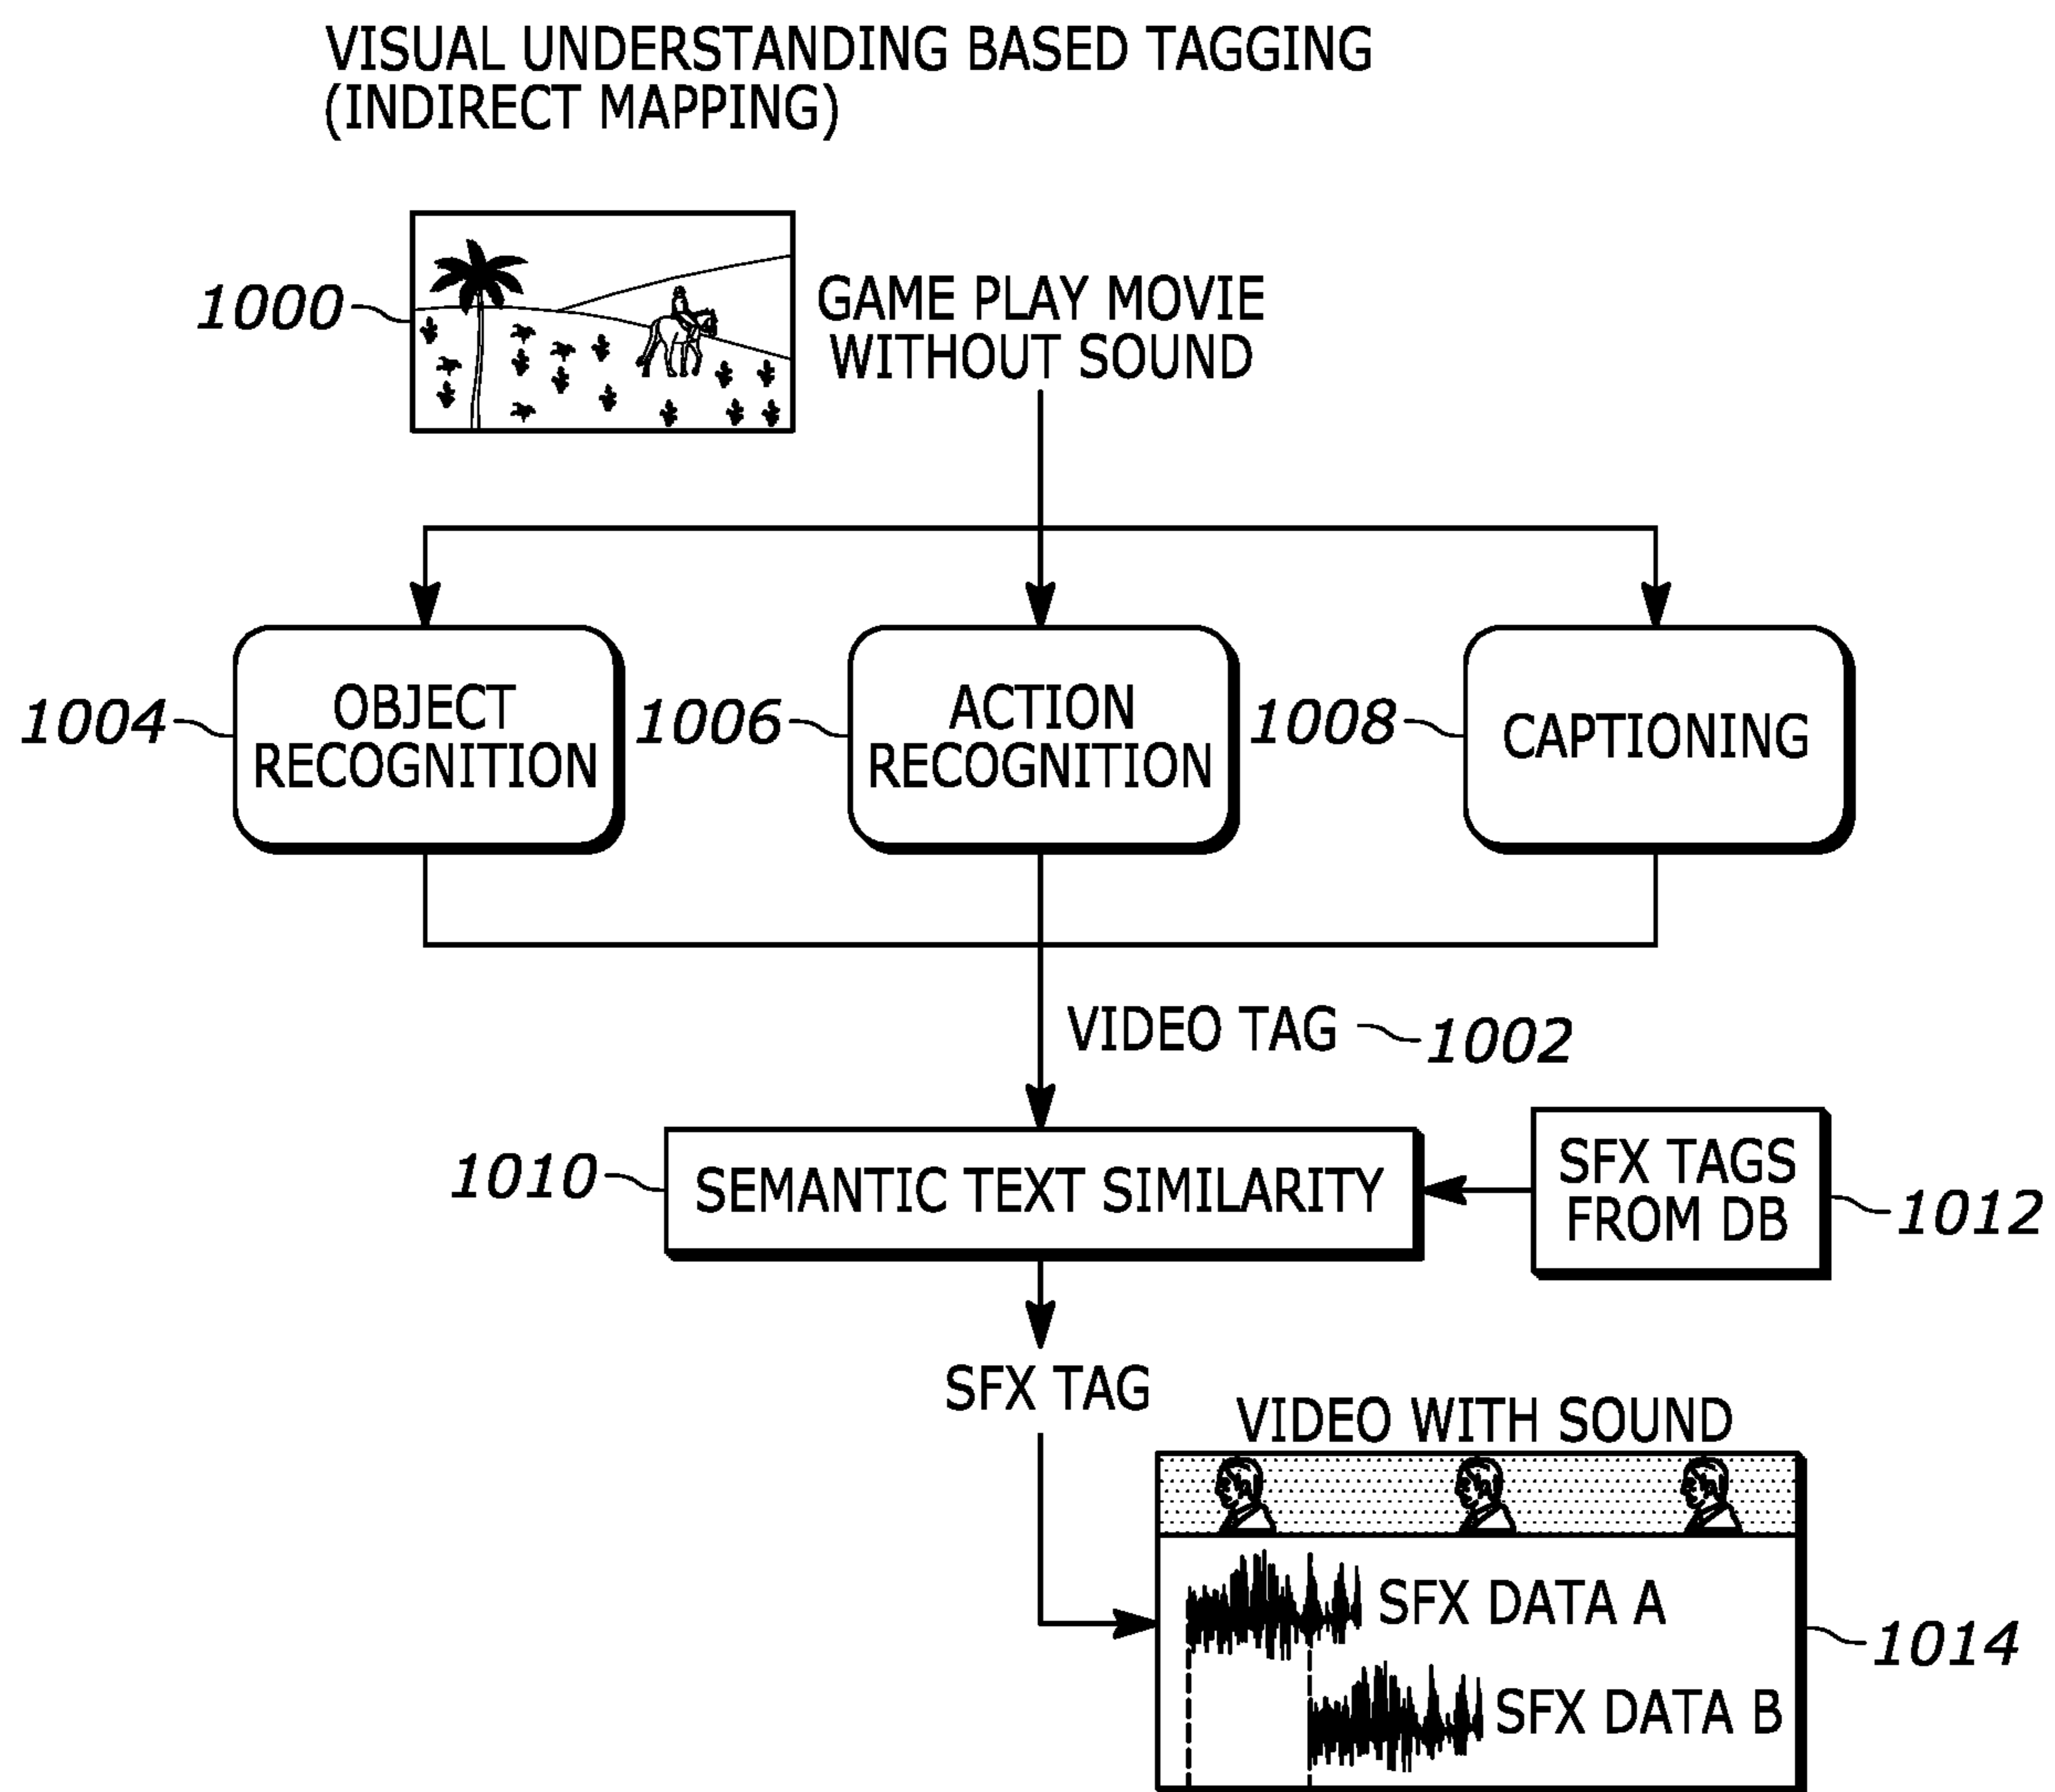 VISUAL UNDERSTANDING BASED TAGGING
(INDIRECT MAPPING)
1000
GAME PLAY MOVIE
WITHOUT SOUND
1004
OBJECT
RECOGNITION
1006
ACTION
RECOGNITION
1008
CAPTIONING
VIDEO TAG
1002
1010
SEMANTIC TEXT SIMILARITY
SFX TAGS
FROM DB
1012
SFX TAG
VIDEO WITH SOUND
SFX DATA A
1014
SFX DATA B